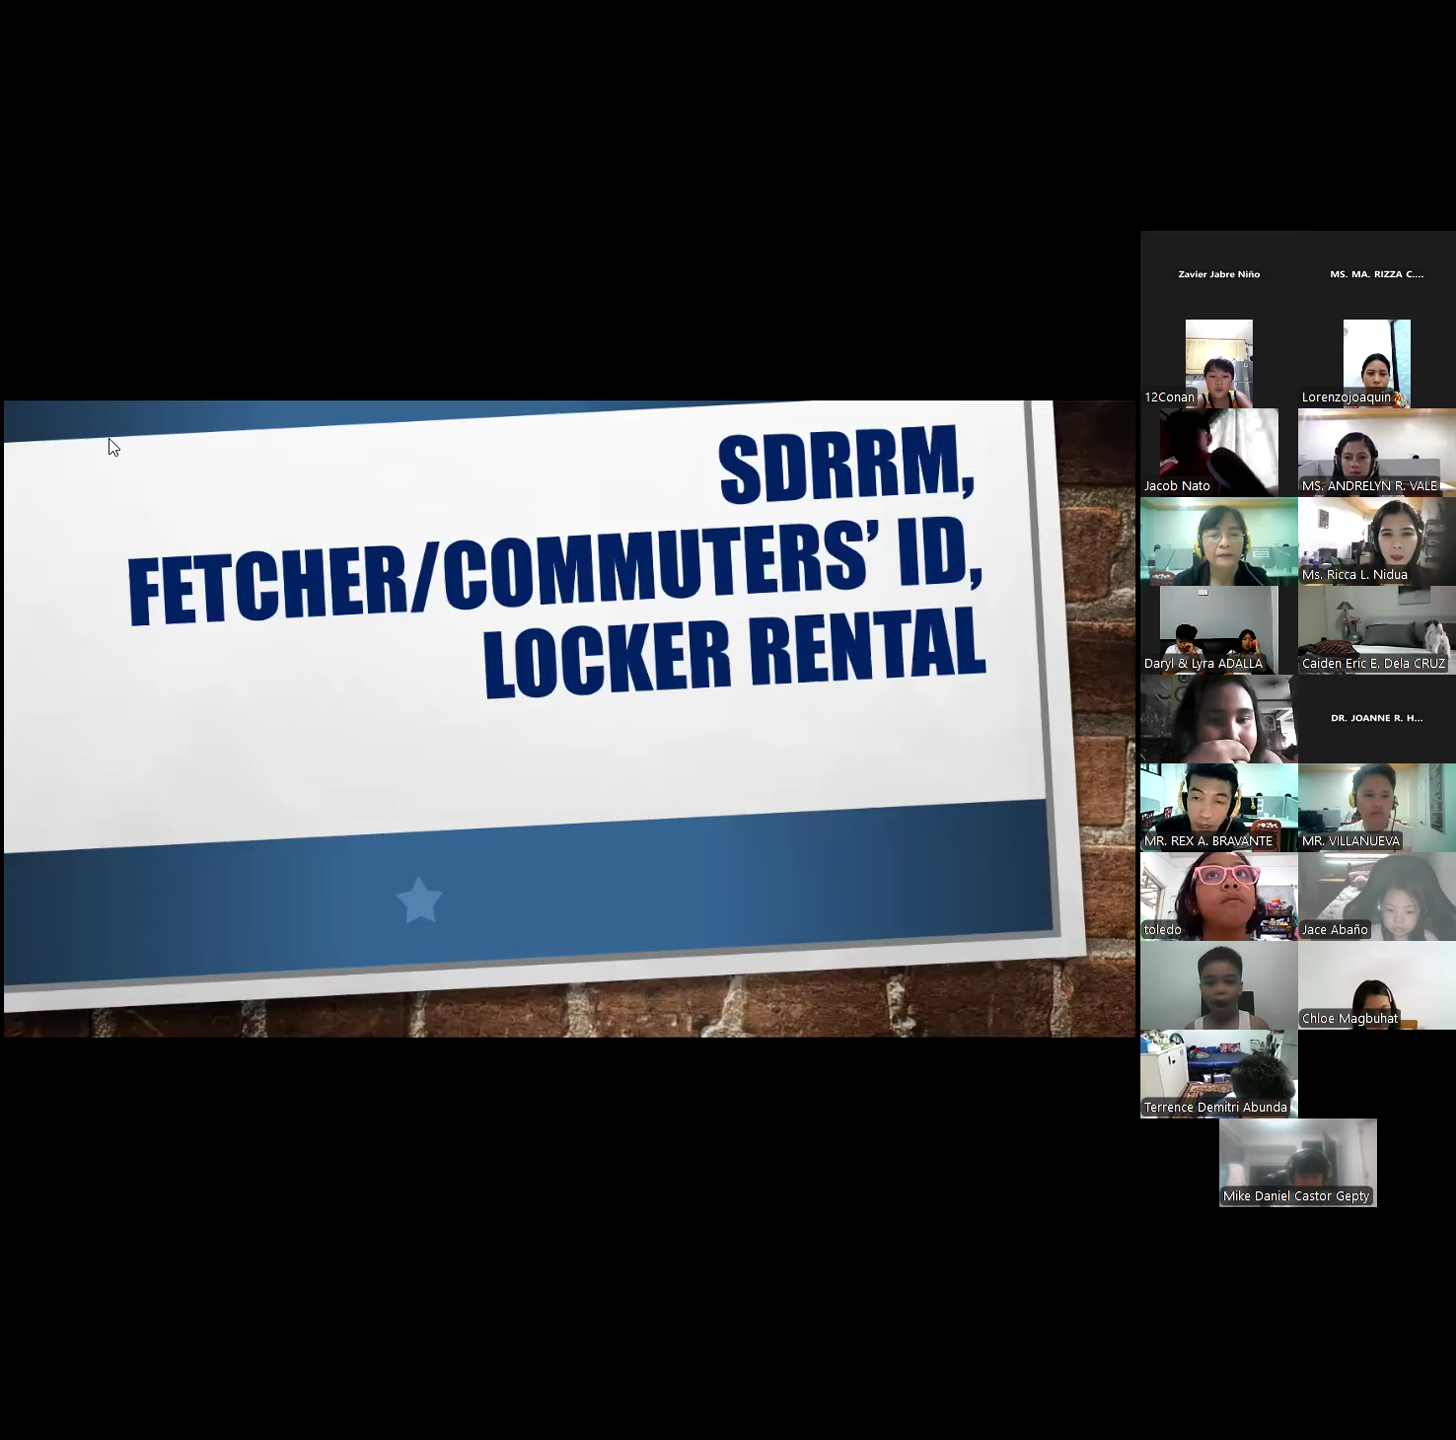 SDRRM,
FETCHER/COMMUTERS’ ID,
LOCKER RENTAL
Zavier Jabre Niño
MS. MA. RIZZA C....
12Conan
Lorenzojoaquin
Jacob Nato
MS. ANDRELYN R. VALE
Ms. Ricca L. Nidua
Daryl & Lyra ADALLA
Caiden Eric E. Dela CRUZ
DR. JOANNE R. H...
MR. REX A. BRAVANTE
MR. VILLANUEVA
toledo
Jace Abaño
Chloe Magbuhat
Terrence Demitri Abunda
Mike Daniel Castor Gepty